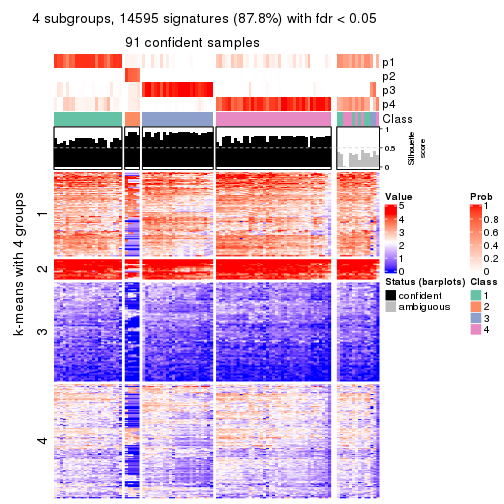 4 subgroups, 14595 signatures (87.8%) with fdr < 0.05
91 confident samples
p1
p2
p3
p4
Class
1
0.5
0
Silhouette
score
k-means with 4 groups
1
2
3
4
Value
5
4
3
2
1
0
Prob
1
0.8
0.6
0.4
0.2
0
Status (barplots)
confident
ambiguous
Class
1
2
3
4